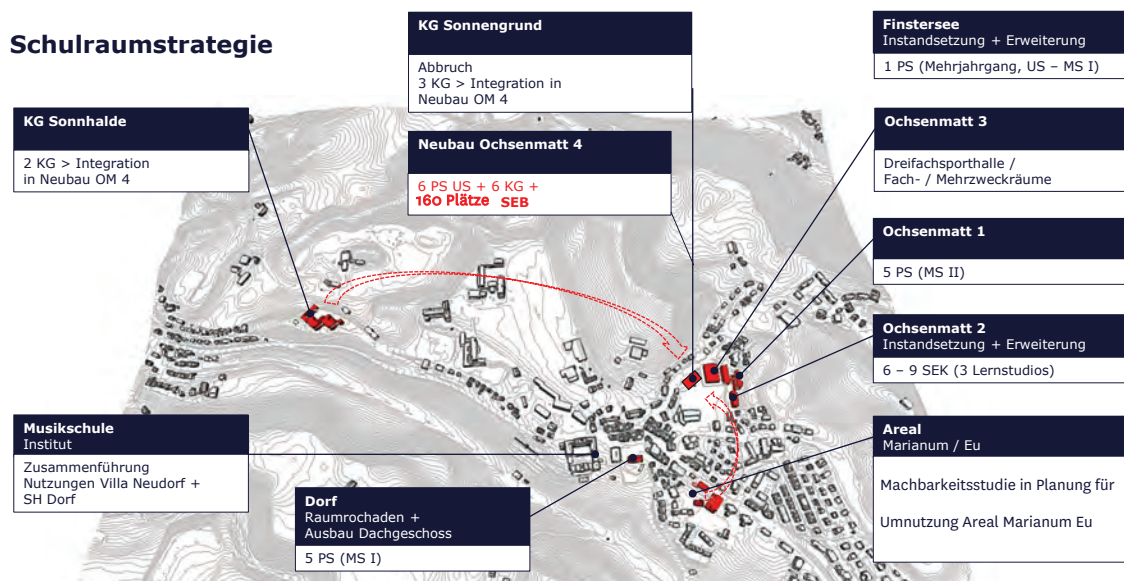 Schulraumstrategie
KG Sonnengrund
Abbruch
3 KG > Integration in
Neubau OM 4
Finstersee
Instandsetzung + Erweiterung
1 PS (Mehrjahrgang, US – MS I)
KG Sonnhalde
2 KG > Integration
in Neubau OM 4
Neubau Ochsenmatt 4
6 PS US + 6 KG +
160 Plätze SEB
Ochsenmatt 3
Dreifachsporthalle /
Fach- / Mehrzweckräume
Ochsenmatt 1
5 PS (MS II)
Ochsenmatt 2
Instandsetzung + Erweiterung
6 – 9 SEK (3 Lernstudios)
Musikschule
Institut
Zusammenführung
Nutzungen Villa Neudorf +
SH Dorf
Dorf
Raumrochaden +
Ausbau Dachgeschoss
5 PS (MS I)
Areal
Marianum / Eu
Machbarkeitsstudie in Planung für
Umnutzung Areal Marianum Eu